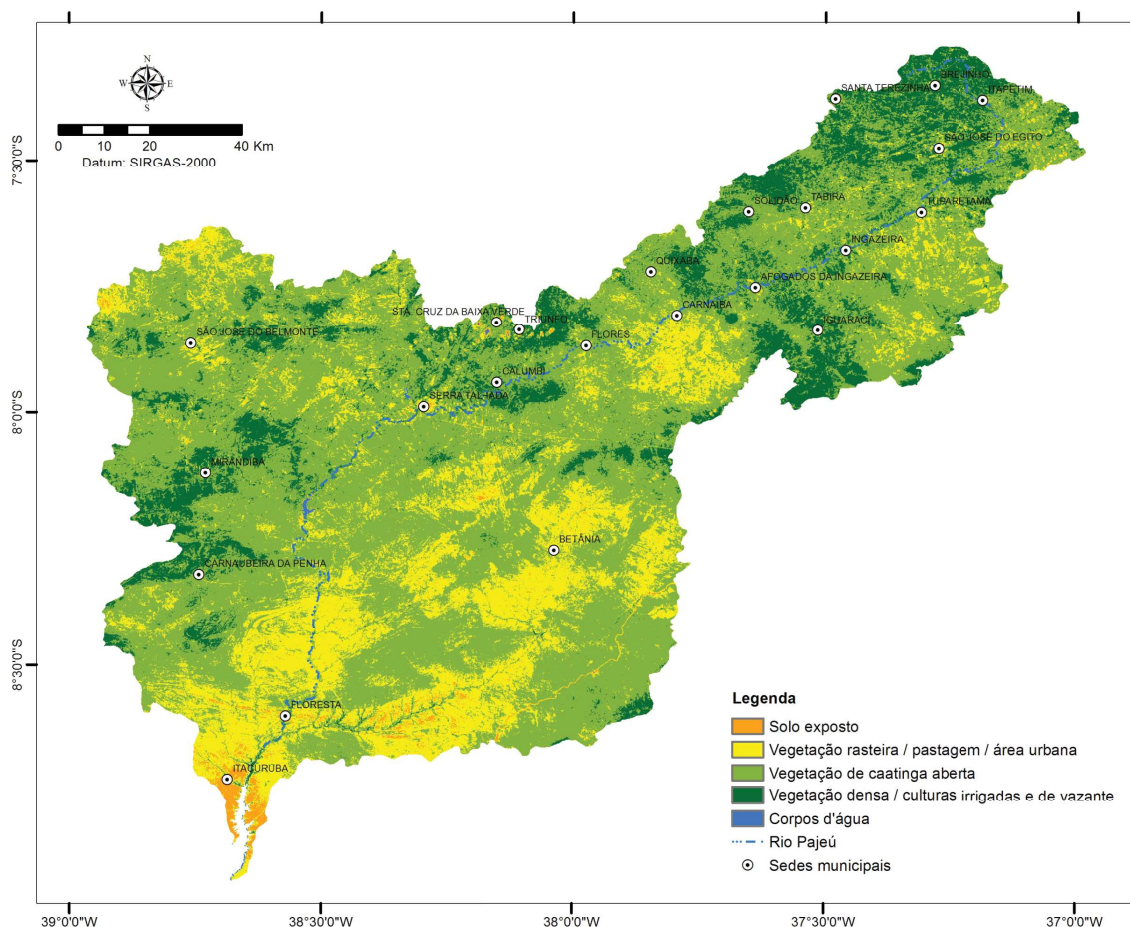 N
W E
S
0 10 20 40 Km
Datum: SIRGAS-2000
7°30'0"S
8°0'0"S
8°30'0"S
BREJINHO
SANTA TEREZINHA
ITAPETIM
SÃO JOSÉ DO EGITO
SOLIDÃO
TABIRA
TUPARETAMA
INGAZEIRA
QUIXABA
AFOGADOS DA INGAZEIRA
CARNAÍBA
STA. CRUZ DA BAIXA VERDE
TRIUNFO
IGUARACI
SÃO JOSÉ DO BELMONTE
FLORES
CALUMBI
SERRA TALHADA
MIRANDIBA
BETÂNIA
CARNAUBEIRA DA PENHA
FLORESTA
ITACURUBA
Legenda
Solo exposto
Vegetação rasteira / pastagem / área urbana
Vegetação de caatinga aberta
Vegetação densa / culturas irrigadas e de vazante
Corpos d'água
Rio Pajeú
Sedes municipais
39°0'0"W 38°30'0"W 38°0'0"W 37°30'0"W 37°0'0"W